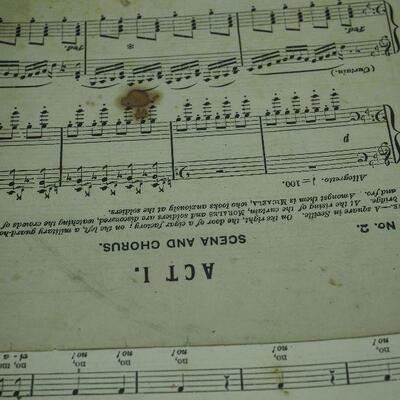 no, no! no! no! no!
ACT I.
SCENA AND CHORUS.
No. 2.
A square in Seville. On the right, the door of a cigar factory; on the left, a military guard-ho
bridge. At the rising of the curtain, MORALES and soldiers are discovered, watching the crowds of
and fro. Amongst them is MICAELA, who looks anxiously at the soldiers.
Allegretto. ♩=100.
p
(Curtain.)
Ped. * Ped.